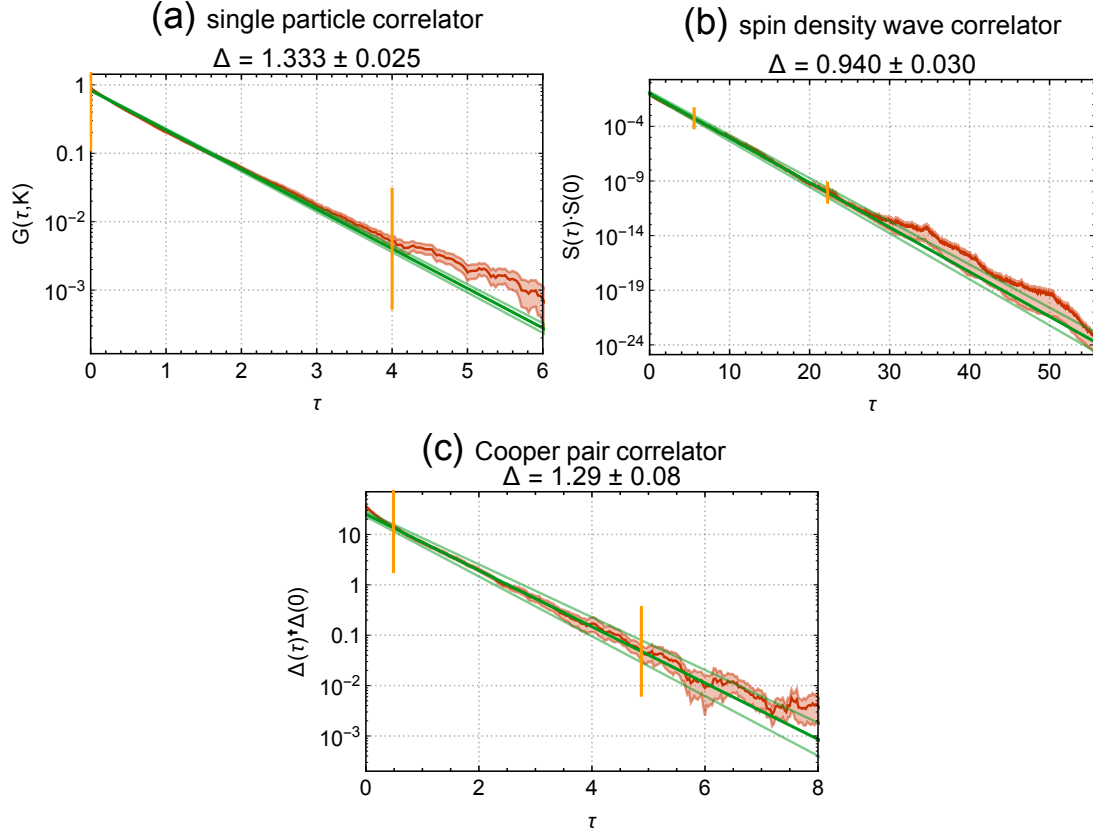 (a) single particle correlator
Δ = 1.333 ± 0.025
G(τ,K)
1
0.1
10⁻²
10⁻³
0 1 2 3 4 5 6
τ
(b) spin density wave correlator
Δ = 0.940 ± 0.030
S(τ)·S(0)
10⁻⁴
10⁻⁹
10⁻¹⁴
10⁻¹⁹
10⁻²⁴
0 10 20 30 40 50
τ
(c) Cooper pair correlator
Δ = 1.29 ± 0.08
Δ(τ)†Δ(0)
10
1
0.1
10⁻²
10⁻³
0 2 4 6 8
τ